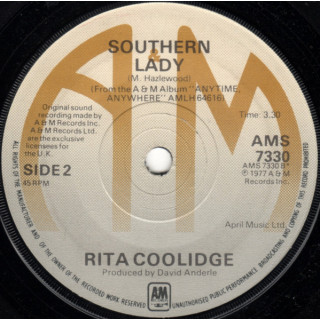 SOUTHERN
LADY
(M. Hazlewood)
(From the A & M Album "ANYTIME,
ANYWHERE" AMLH 64616)
Original sound
recording made
by A & M Records Inc.
A & M Records Ltd.
are the exclusive
licensees for
the U.K.
Time: 3.30
AMS
7330
AMS 7330 B*
℗ 1977 A & M
Records Inc.
SIDE 2
45 RPM
April Music Ltd.
RITA COOLIDGE
Produced by David Anderle
A&M
RECORDS
ALL RIGHTS OF THE MANUFACTURER AND OF THE OWNER OF THE RECORDED WORK RESERVED
UNAUTHORISED PUBLIC PERFORMANCE, BROADCASTING AND COPYING OF THIS RECORD PROHIBITED